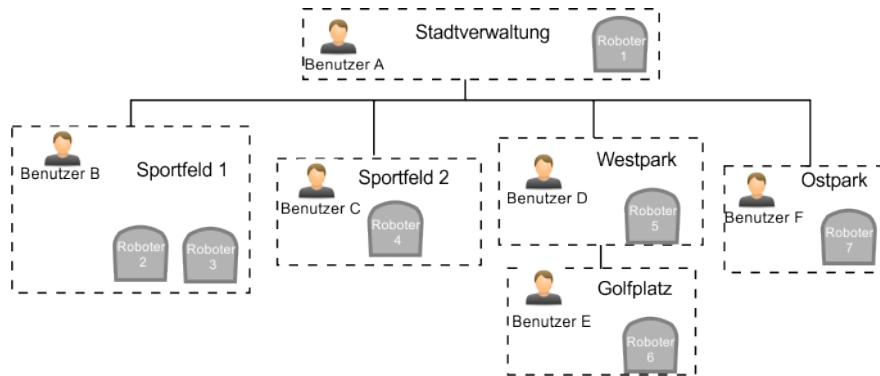 Stadtverwaltung
Benutzer A
Roboter
1
Benutzer B
Sportfeld 1
Roboter
2
Roboter
3
Benutzer C
Sportfeld 2
Roboter
4
Westpark
Benutzer D
Roboter
5
Golfplatz
Benutzer E
Roboter
6
Ostpark
Benutzer F
Roboter
7